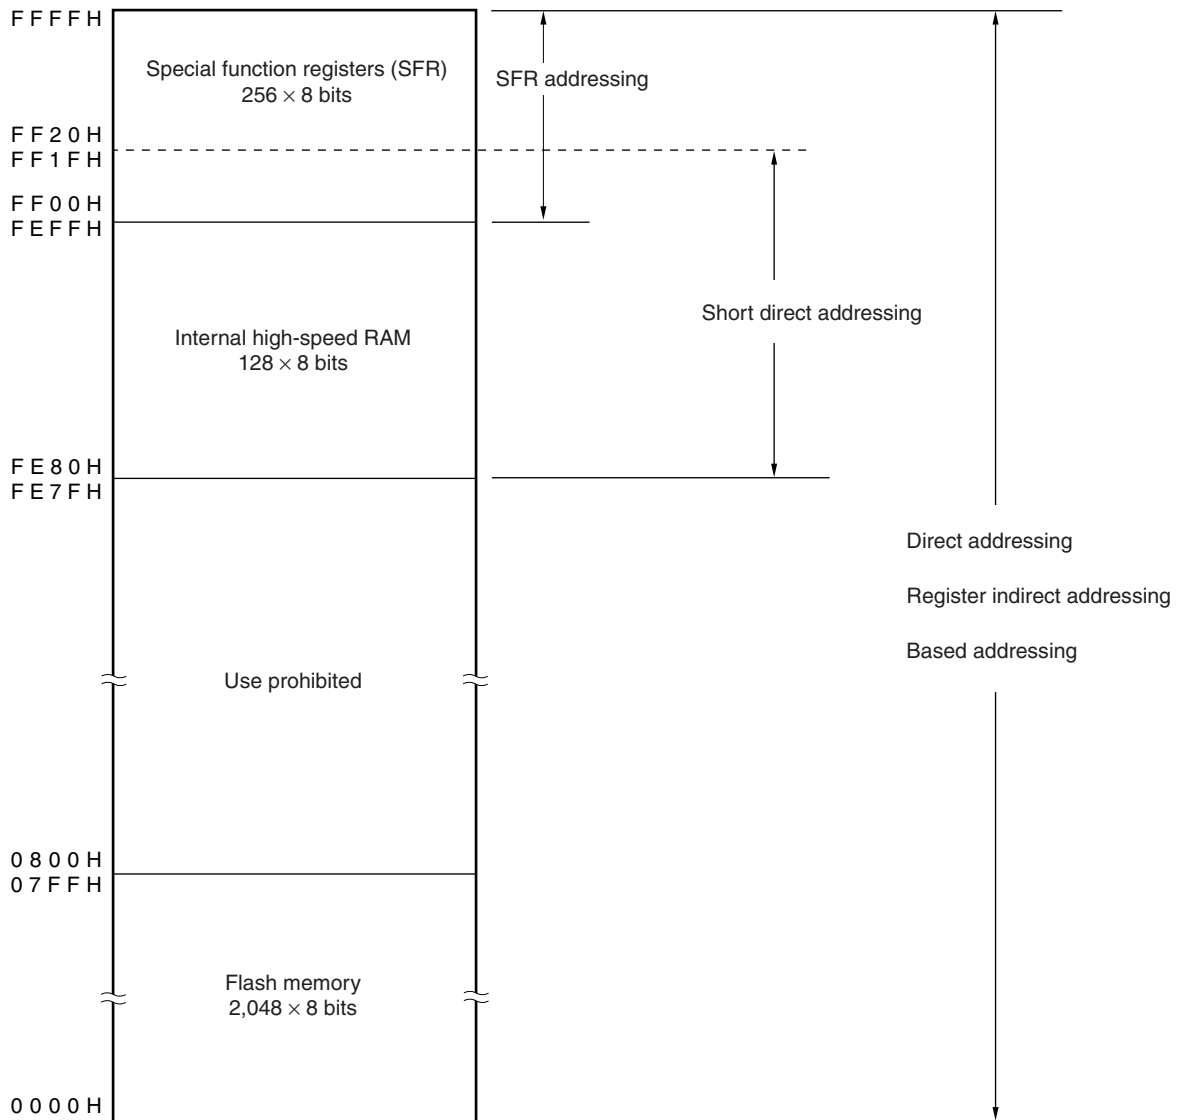 FFFFH
Special function registers (SFR)
256 × 8 bits
SFR addressing
FF20H
FF1FH
FF00H
FEFFH
Short direct addressing
Internal high-speed RAM
128 × 8 bits
FE80H
FE7FH
Direct addressing
Register indirect addressing
Based addressing
Use prohibited
0800H
07FFH
Flash memory
2,048 × 8 bits
0000H